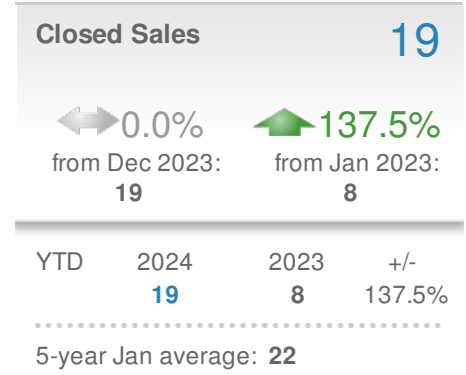 Closed Sales 19
0.0% 137.5%
from Dec 2023: from Jan 2023:
19 8
YTD 2024 2023 +/-
19 8 137.5%
5-year Jan average: 22